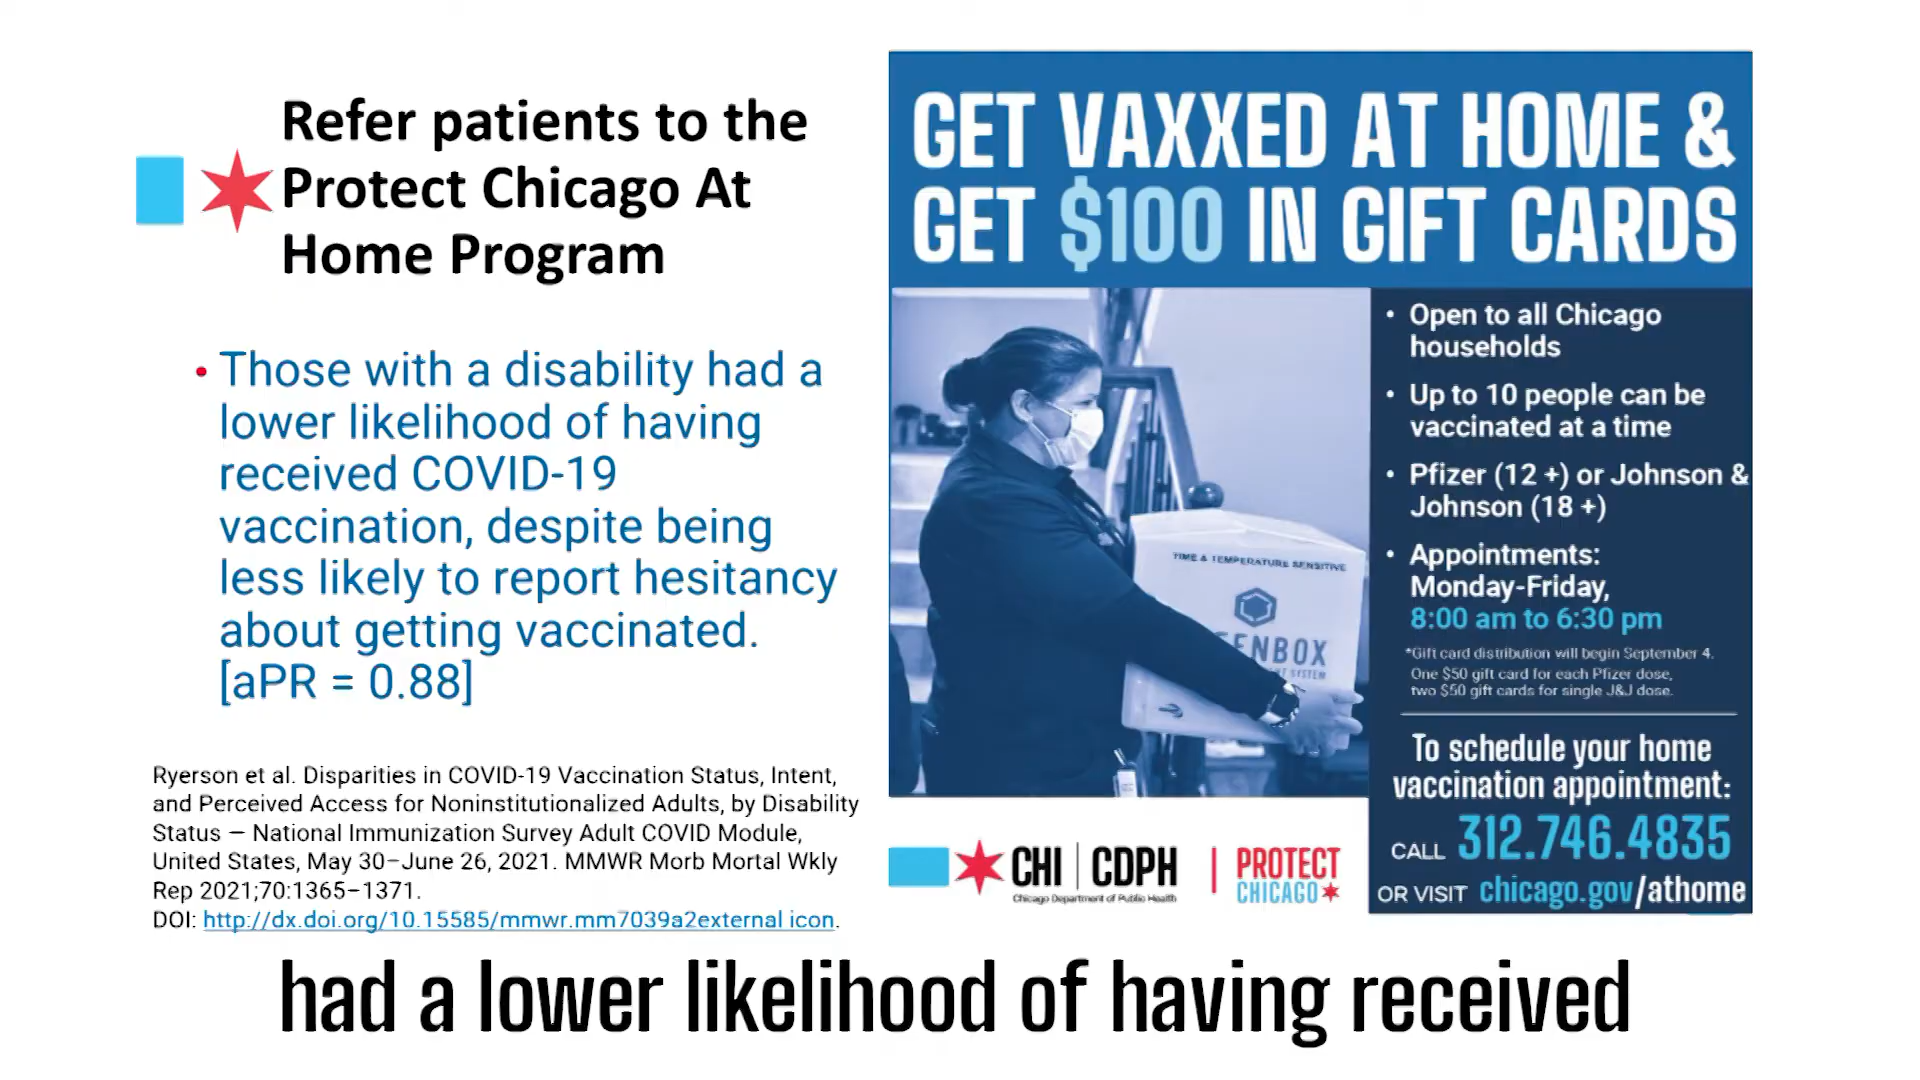 Refer patients to the
Protect Chicago At
Home Program
• Those with a disability had a
lower likelihood of having
received COVID-19
vaccination, despite being
less likely to report hesitancy
about getting vaccinated.
[aPR = 0.88]
Ryerson et al. Disparities in COVID-19 Vaccination Status, Intent,
and Perceived Access for Noninstitutionalized Adults, by Disability
Status — National Immunization Survey Adult COVID Module,
United States, May 30–June 26, 2021. MMWR Morb Mortal Wkly
Rep 2021;70:1365–1371.
DOI: http://dx.doi.org/10.15585/mmwr.mm7039a2external icon.
GET VAXXED AT HOME &
GET $100 IN GIFT CARDS
TIME & TEMPERATURE SENSITIVE
ENBOX
SYSTEM
• Open to all Chicago
households
• Up to 10 people can be
vaccinated at a time
• Pfizer (12 +) or Johnson &
Johnson (18 +)
• Appointments:
Monday-Friday,
8:00 am to 6:30 pm
*Gift card distribution will begin September 4.
One $50 gift card for each Pfizer dose,
two $50 gift cards for single J&J dose.
To schedule your home
vaccination appointment:
CALL 312.746.4835
OR VISIT chicago.gov/athome
CHI | CDPH
Chicago Department of Public Health
PROTECT
CHICAGO
had a lower likelihood of having received